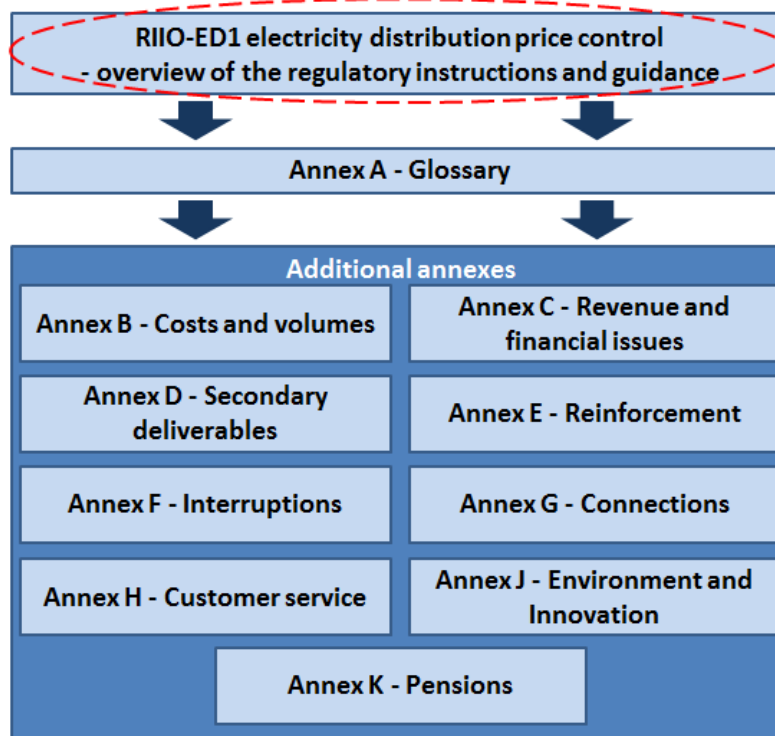 RIIO-ED1 electricity distribution price control
- overview of the regulatory instructions and guidance
Annex A - Glossary
Additional annexes
Annex B - Costs and volumes
Annex C - Revenue and
financial issues
Annex D - Secondary
deliverables
Annex E - Reinforcement
Annex F - Interruptions
Annex G - Connections
Annex H - Customer service
Annex J - Environment and
Innovation
Annex K - Pensions